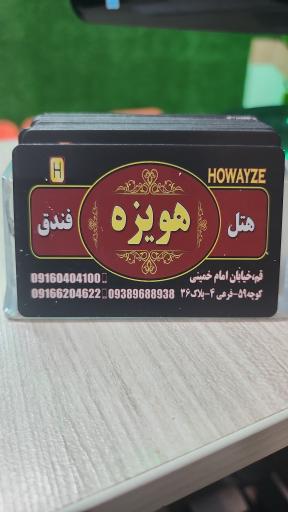 H
HOWAYZE
هتل
هویزه
فندق
قم،خیابان امام خمینی
09160404100
کوچه۵۹-فرعی ۴-پلاک۳۶
09389688938
09166204622